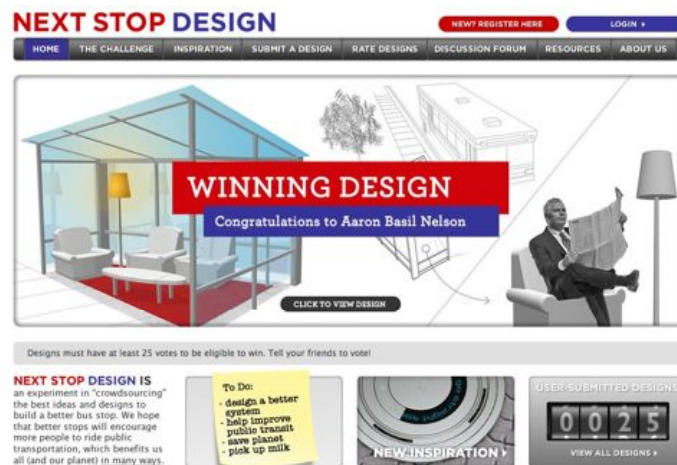 NEXT STOP DESIGN
NEW? REGISTER HERE
LOGIN
HOME THE CHALLENGE INSPIRATION SUBMIT A DESIGN RATE DESIGNS DISCUSSION FORUM RESOURCES ABOUT US
WINNING DESIGN
Congratulations to Aaron Basil Nelson
CLICK TO VIEW DESIGN
Designs must have at least 25 votes to be eligible to win. Tell your friends to vote!
NEXT STOP DESIGN IS
an experiment in "crowdsourcing"
the best ideas and designs to
build a better bus stop. We hope
that better stops will encourage
more people to ride public
transportation, which benefits us
all (and our planet) in many ways.
To Do:
- design a better
system
- help improve
public transit
- save planet
- pick up milk
NEW INSPIRATION
USER-SUBMITTED DESIGNS
0025
VIEW ALL DESIGNS